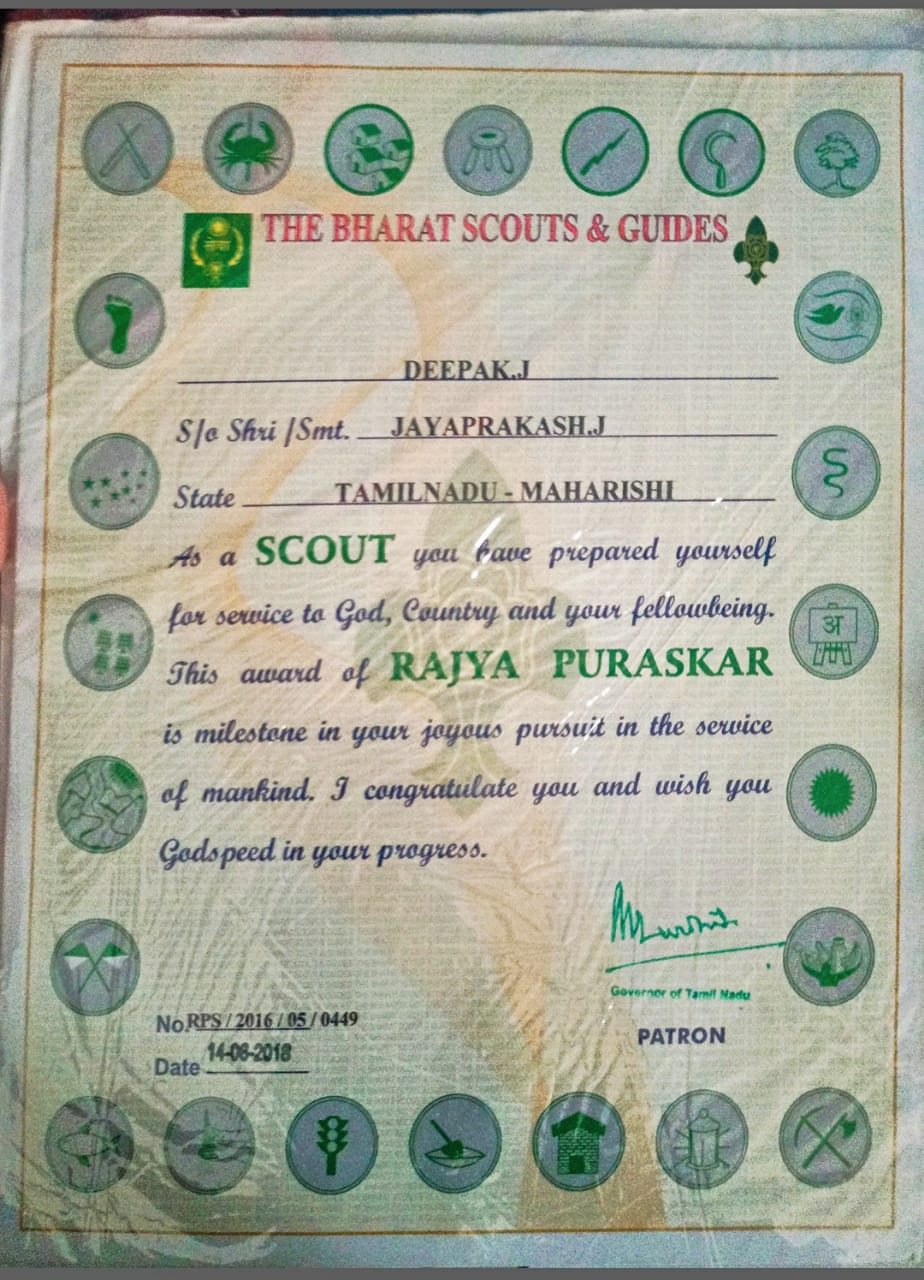 THE BHARAT SCOUTS & GUIDES
DEEPAK.J
S/o Shri /Smt. JAYAPRAKASH.J
State TAMILNADU - MAHARISHI
As a SCOUT you have prepared yourself
for service to God, Country and your fellowbeing.
This award of RAJYA PURASKAR
is milestone in your joyous pursuit in the service
of mankind. I congratulate you and wish you
Godspeed in your progress.
Governor of Tamil Nadu
No.RPS / 2016 / 05 / 0449
PATRON
Date 14-08-2018
अ